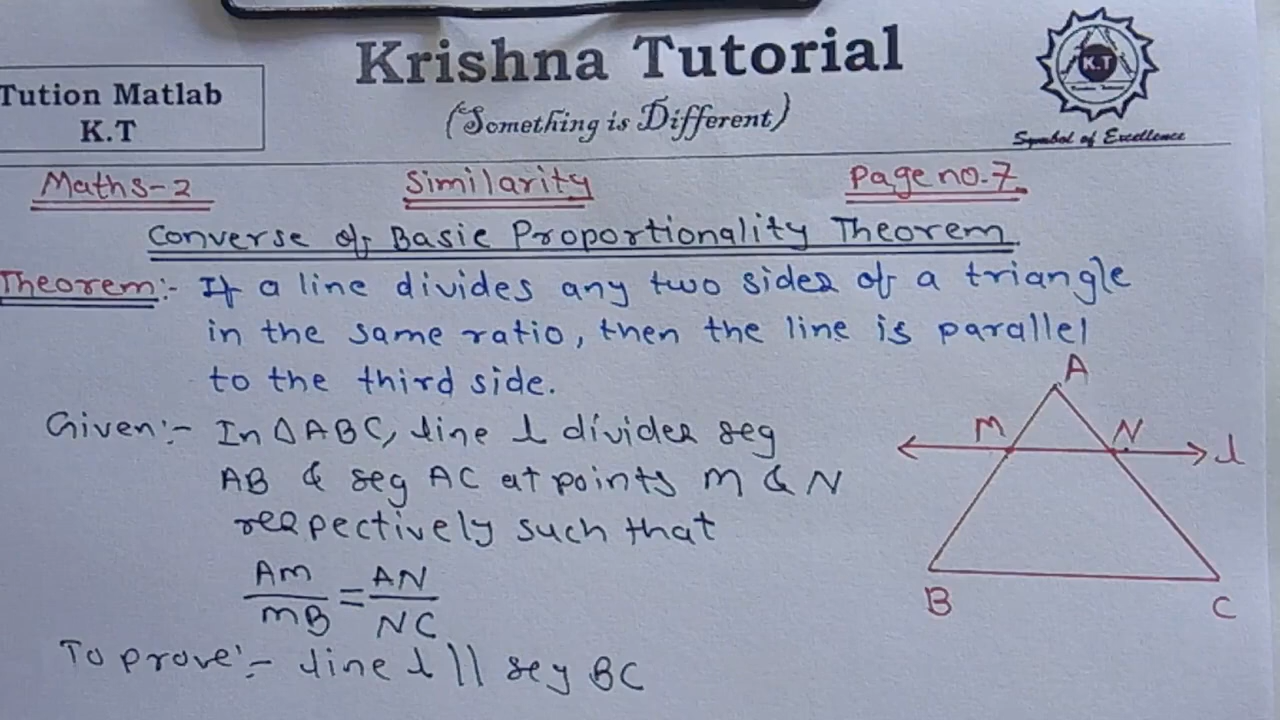 Krishna Tutorial
Tution Matlab
K.T
(Something is Different)
K.T
Symbol of Excellence
Maths-2 Similarity Page no.7
Converse of Basic Proportionality Theorem
Theorem:- If a line divides any two sides of a triangle
in the same ratio, then the line is parallel
to the third side.
Given:- In △ABC, line l divides seg
AB & seg AC at points M & N
respectively such that
AM/MB = AN/NC
To prove:- line l || seg BC
A
M N l
B C